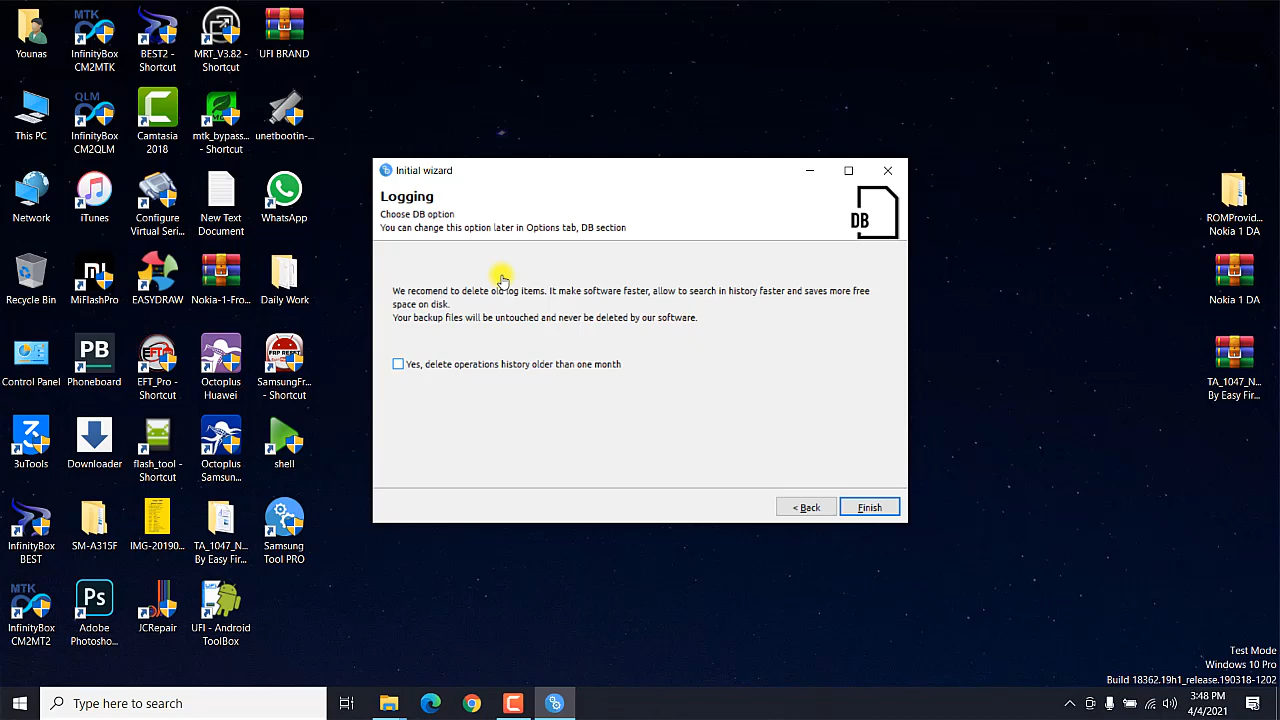 Younas
InfinityBox
CM2MTK
BEST2 -
Shortcut
MRT_V3.82 -
Shortcut
UFI BRAND
This PC
QLM
InfinityBox
CM2QLM
Camtasia
2018
mtk_bypass...
- Shortcut
unetbootin-...
Network
iTunes
Configure
Virtual Seri...
New Text
Document
WhatsApp
Recycle Bin
MiFlashPro
EASYDRAW
Nokia-1-Fro...
Daily Work
Control Panel
PB
Phoneboard
EFT
EFT_Pro -
Shortcut
Octoplus
Huawei
FRP RESET
SamsungFr...
- Shortcut
3uTools
Downloader
flash_tool -
Shortcut
Octoplus
Samsun...
shell
InfinityBox
BEST
SM-A315F
IMG-20190...
TA_1047_N...
By Easy Fir...
Samsung
Tool PRO
MTK
InfinityBox
CM2MT2
Ps
Adobe
Photosho...
JCRepair
UFI
UFI - Android
ToolBox
MTK
Initial wizard
Logging
Choose DB option
You can change this option later in Options tab, DB section
DB
We recomend to delete old log items. It make software faster, allow to search in history faster and saves more free
space on disk.
Your backup files will be untouched and never be deleted by our software.
Yes, delete operations history older than one month
< Back
Finish
ROMProvid...
Nokia 1 DA
Nokia 1 DA
TA_1047_N...
By Easy Fir...
Test Mode
Windows 10 Pro
Build 18362.19h1_release.190318-1202
Type here to search
3:48 PM
4/4/2021